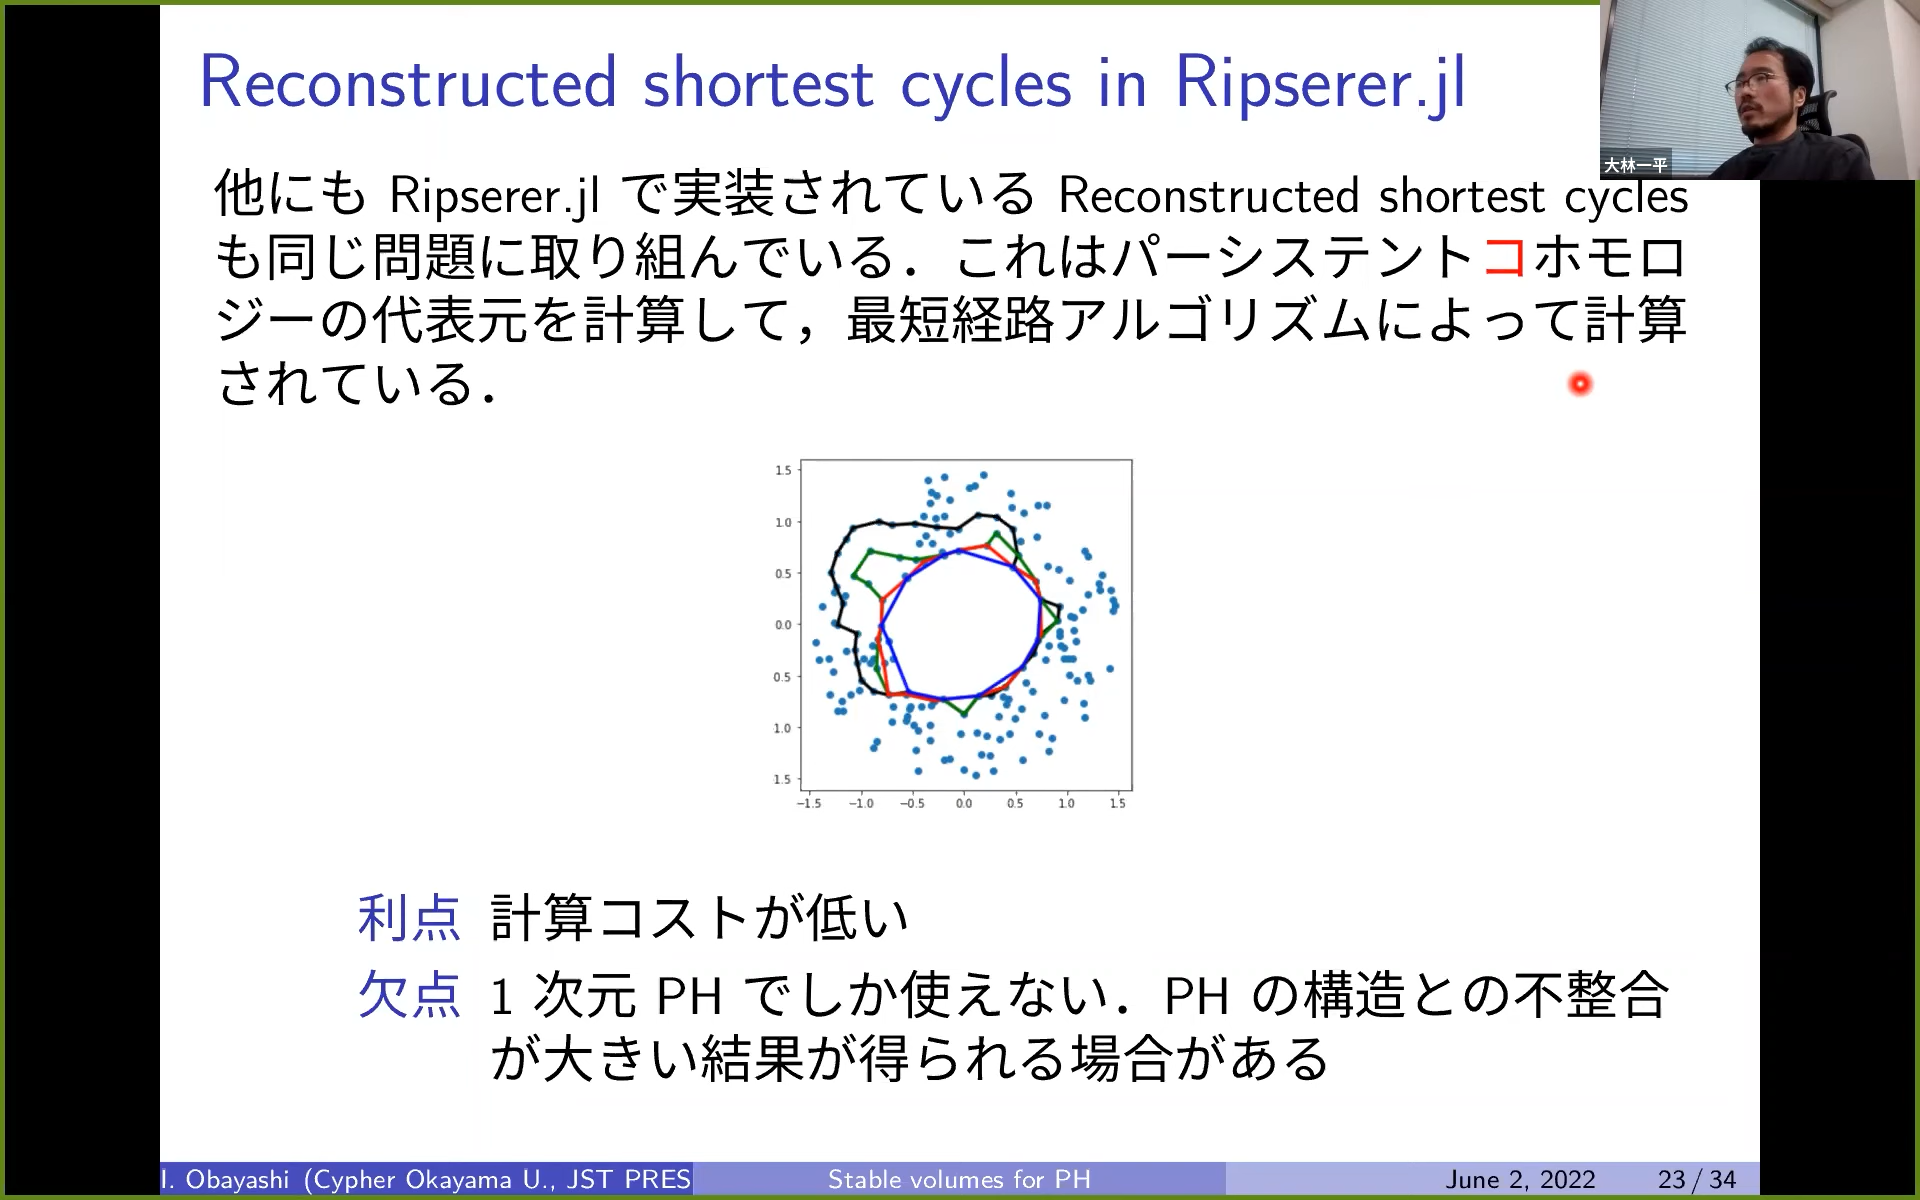 Reconstructed shortest cycles in Ripserer.jl
大林一平
他にも Ripserer.jl で実装されている Reconstructed shortest cycles
も同じ問題に取り組んでいる．これはパーシステントコホモロ
ジーの代表元を計算して，最短経路アルゴリズムによって計算
されている．
1.5
1.0
0.5
0.0
0.5
1.0
1.5
−1.5 −1.0 −0.5 0.0 0.5 1.0 1.5
利点 計算コストが低い
欠点 1 次元 PH でしか使えない．PH の構造との不整合
が大きい結果が得られる場合がある
I. Obayashi (Cypher Okayama U., JST PRES Stable volumes for PH June 2, 2022 23 / 34